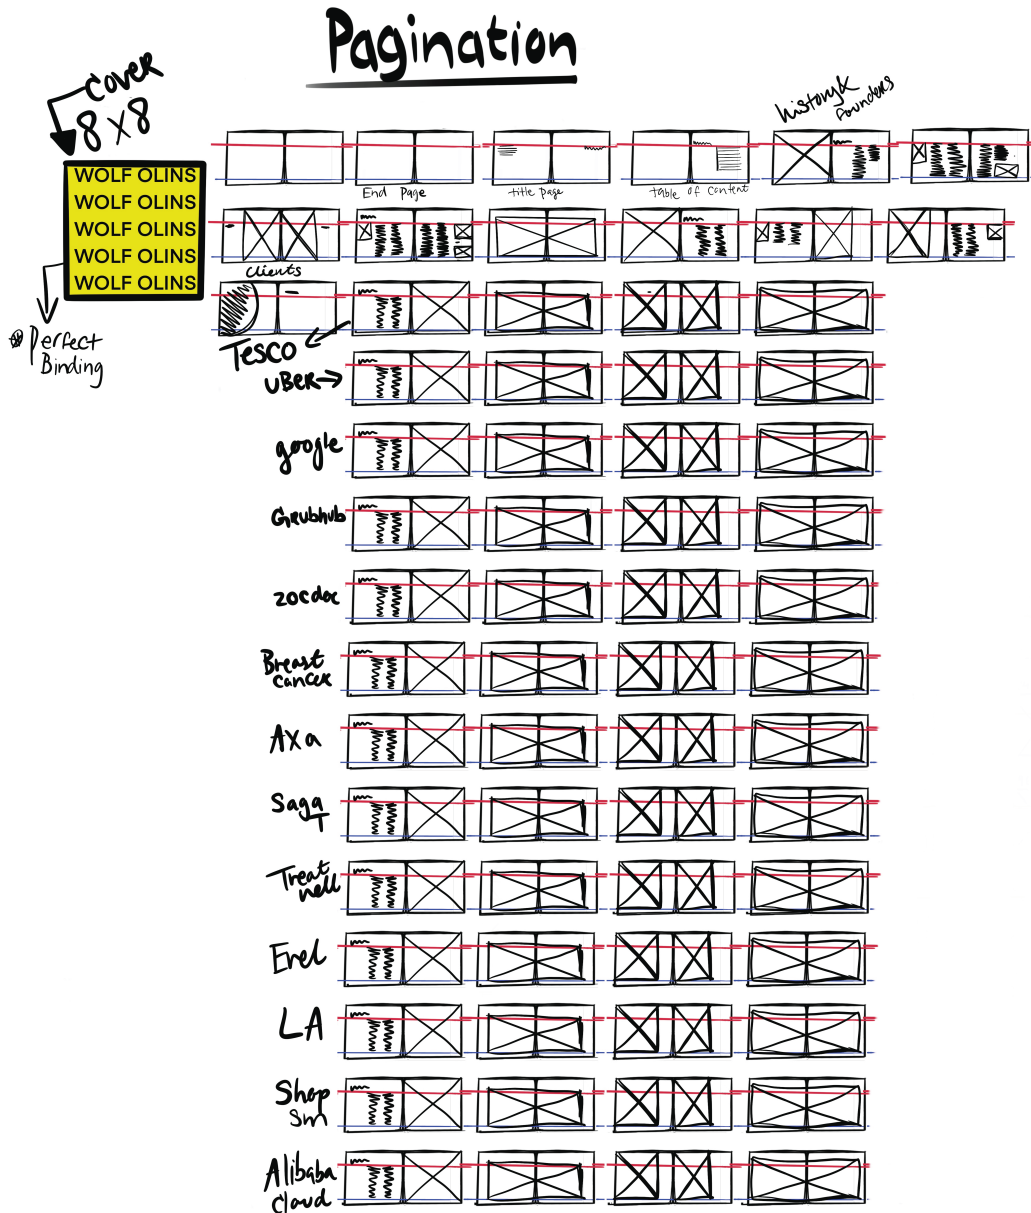 Pagination
COVER
8 x 8
history &
founders
WOLF OLINS
WOLF OLINS
WOLF OLINS
WOLF OLINS
WOLF OLINS
Perfect
Binding
End Page
title page
table of content
clients
TESCO
UBER
google
Grubhub
zocdoc
Breast
cancer
Axa
Saga
T
Treat
well
Enel
LA
Shop
Sm
Alibaba
cloud